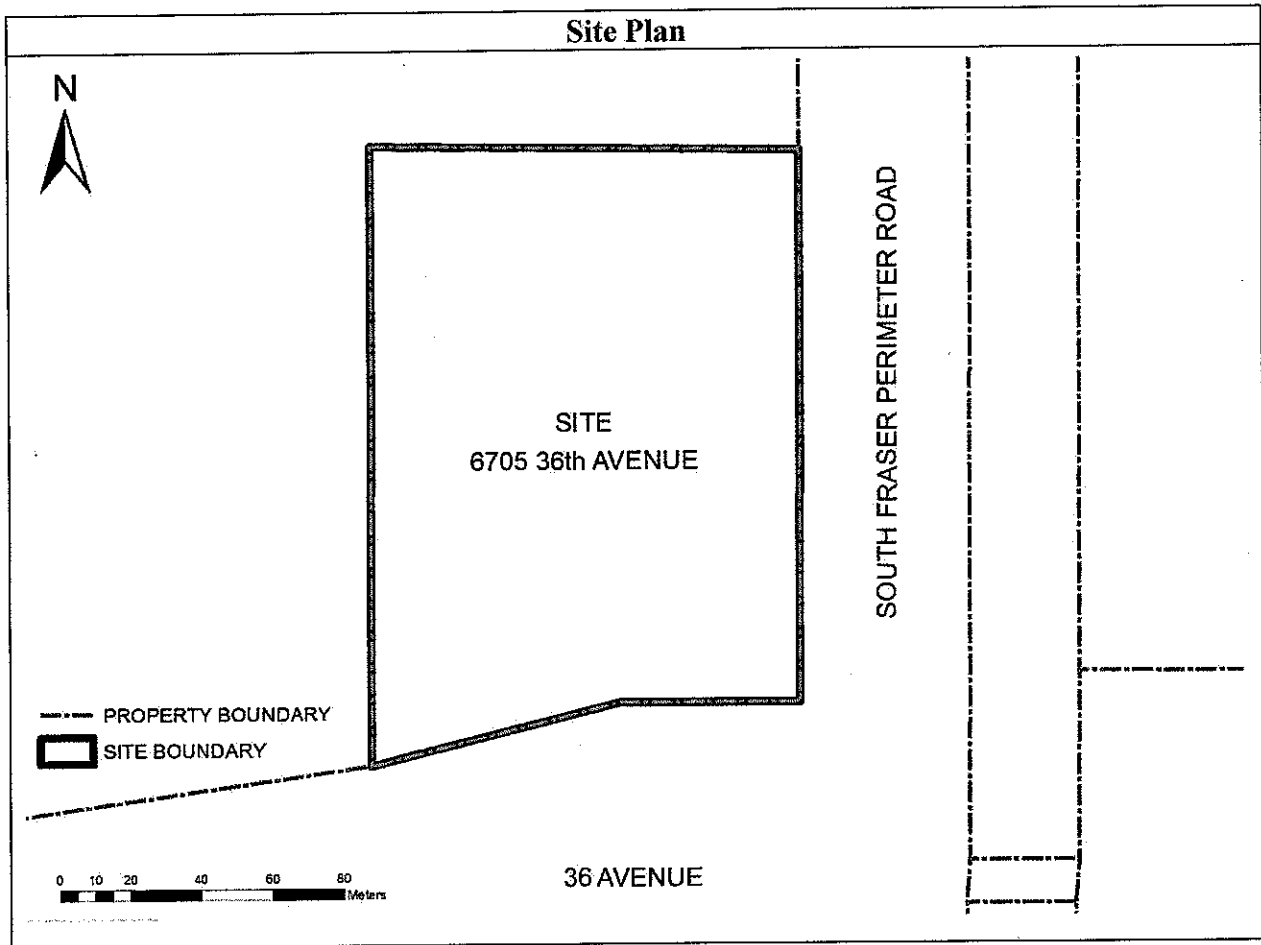 Site Plan
N
SITE
6705 36th AVENUE
SOUTH FRASER PERIMETER ROAD
PROPERTY BOUNDARY
SITE BOUNDARY
0 10 20 40 60 80
Meters
36 AVENUE